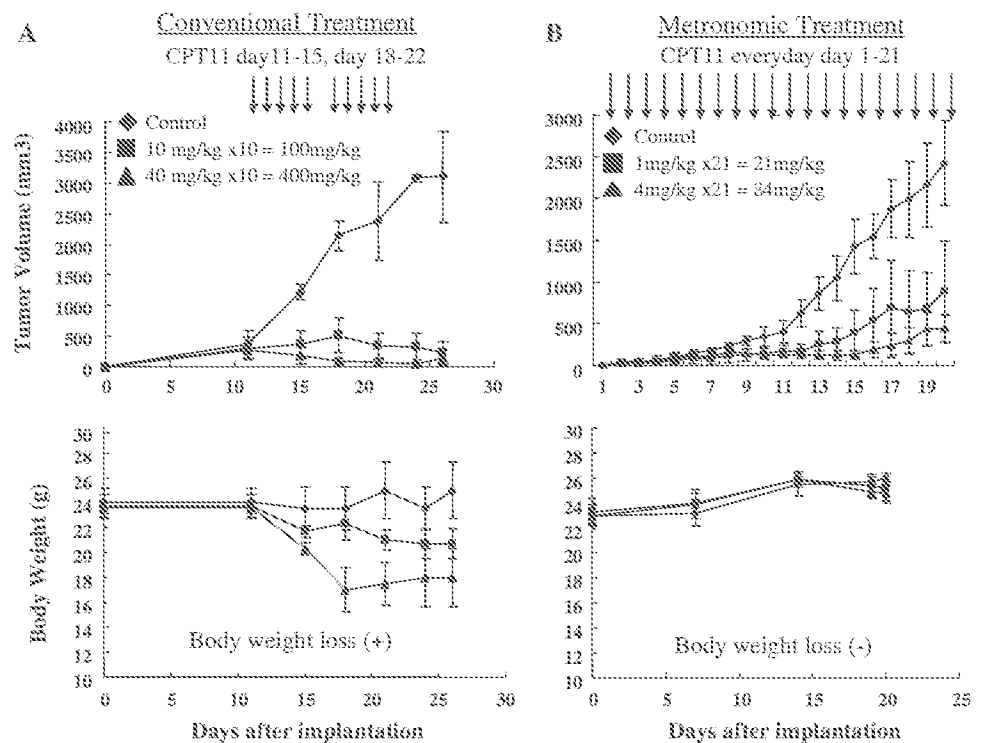 A
Conventional Treatment
CPT11 day11-15, day 18-22
Control
10 mg/kg x10 = 100mg/kg
40 mg/kg x10 = 400mg/kg
Tumor Volume (mm3)
4000
3500
3000
2500
2000
1500
1000
500
0
0 5 10 15 20 25 30
B
Metronomic Treatment
CPT11 everyday day 1-21
Control
1mg/kg x21 = 21mg/kg
4mg/kg x21 = 84mg/kg
3000
2500
2000
1500
1000
500
0
1 3 5 7 9 11 13 15 17 19
Body Weight (g)
30
28
26
24
22
20
18
16
14
12
10
Body weight loss (+)
0 5 10 15 20 25 30
Days after implantation
30
28
26
24
22
20
18
16
14
12
10
Body weight loss (-)
0 5 10 15 20 25
Days after implantation